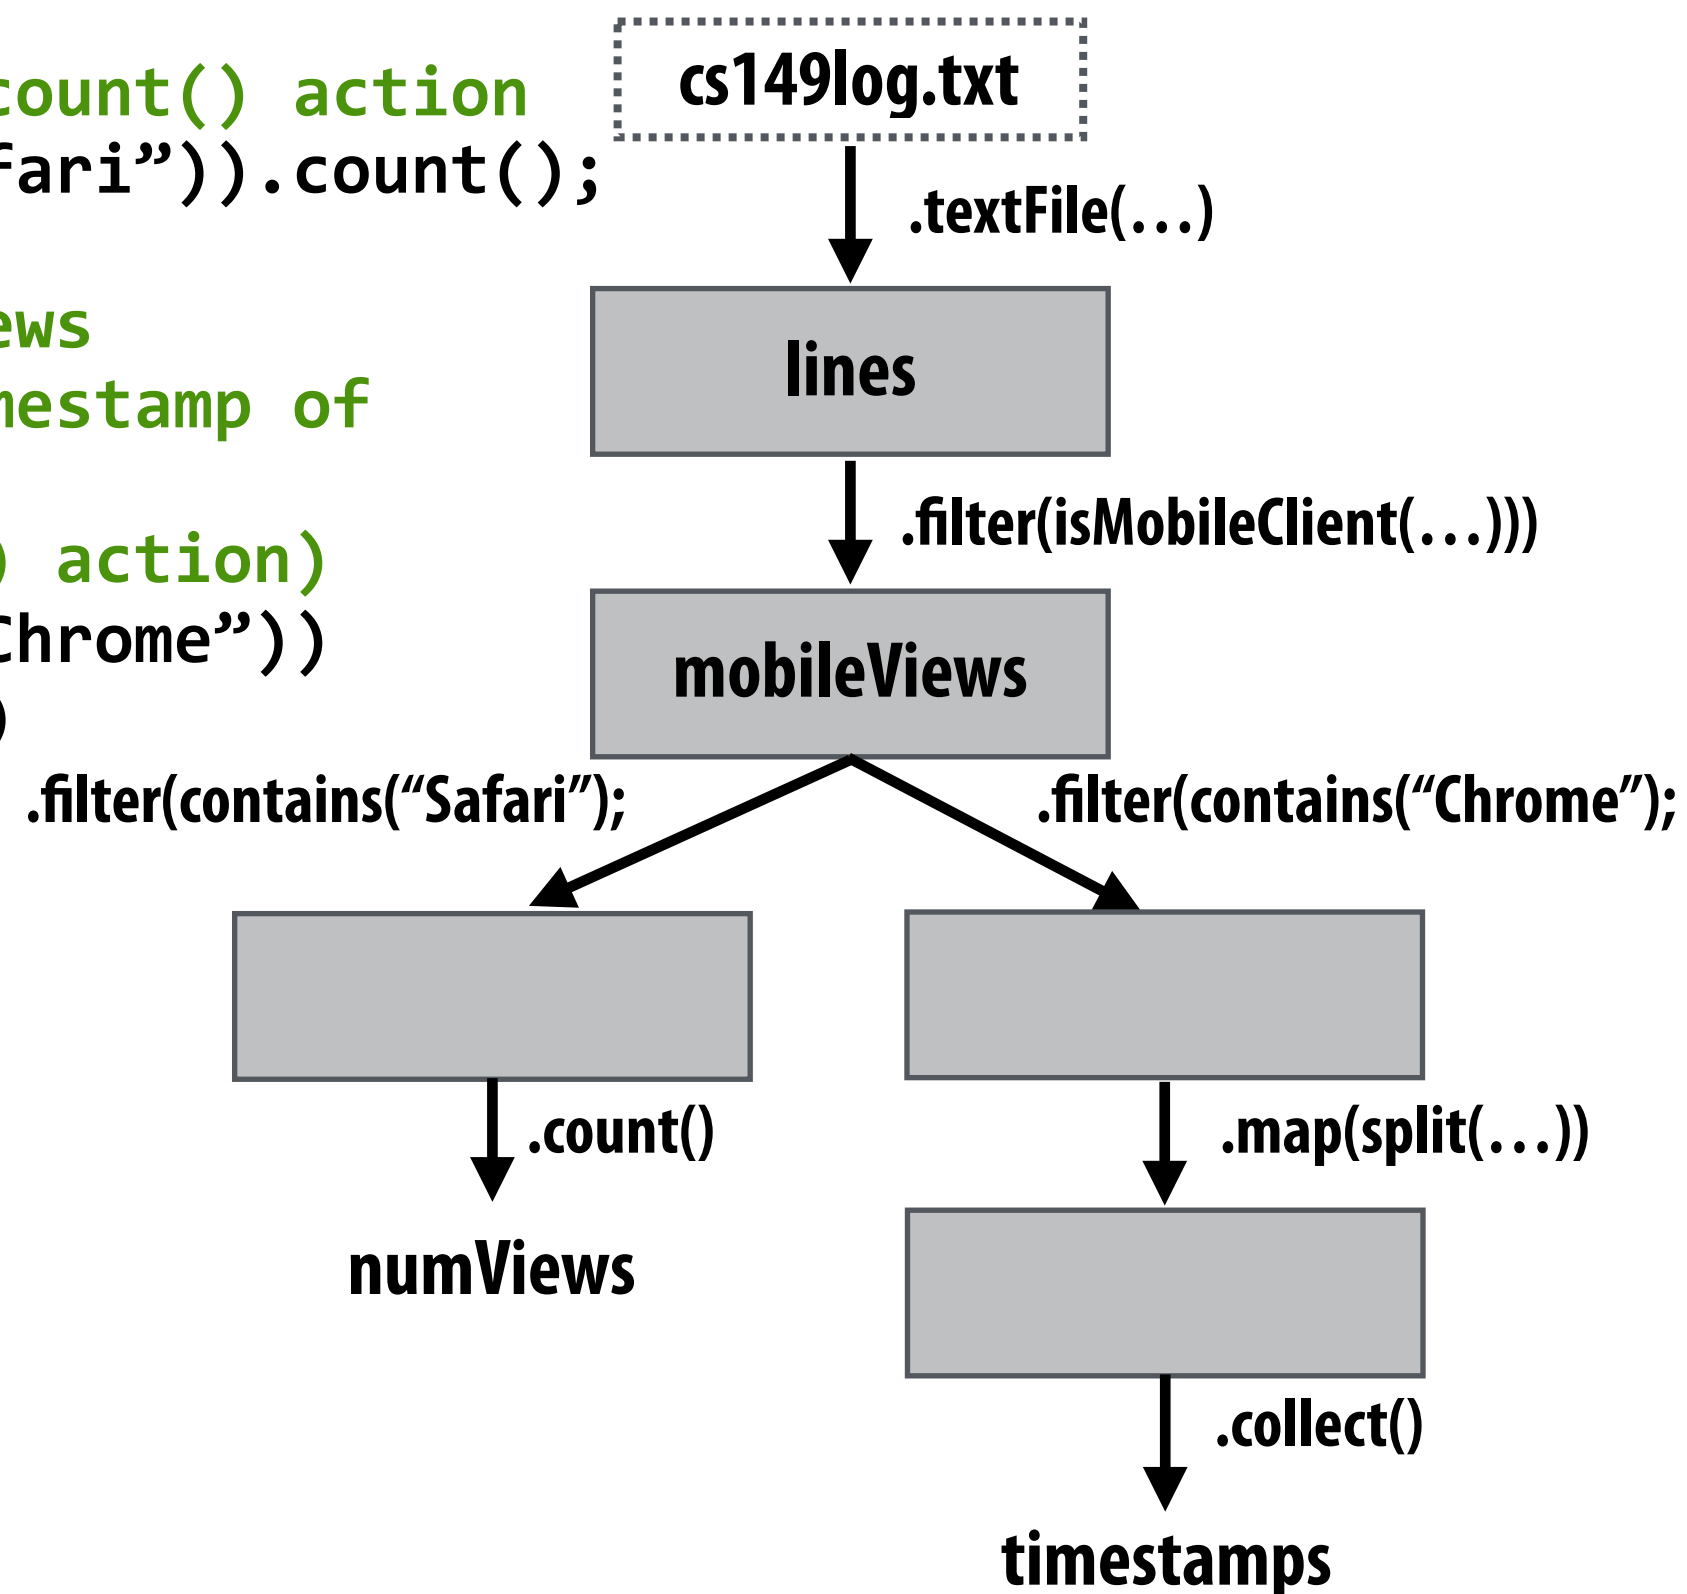 count() action
fari”)).count();
ews
mestamp of
) action)
Chrome”))
)
cs149log.txt
.textFile(...)
lines
.filter(isMobileClient(...)))
mobileViews
.filter(contains(“Safari”);
.filter(contains(“Chrome”);
.count()
.map(split(...))
numViews
.collect()
timestamps